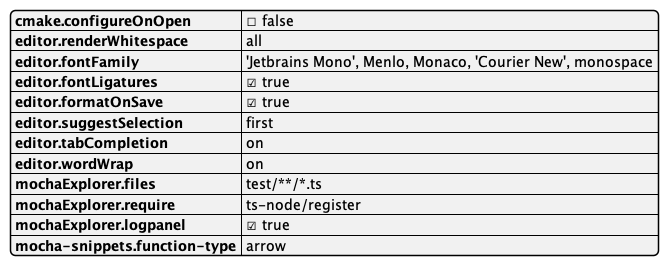 cmake.configureOnOpen ☐ false
editor.renderWhitespace all
editor.fontFamily 'Jetbrains Mono', Menlo, Monaco, 'Courier New', monospace
editor.fontLigatures ☑ true
editor.formatOnSave ☑ true
editor.suggestSelection first
editor.tabCompletion on
editor.wordWrap on
mochaExplorer.files test/**/*.ts
mochaExplorer.require ts-node/register
mochaExplorer.logpanel ☑ true
mocha-snippets.function-type arrow